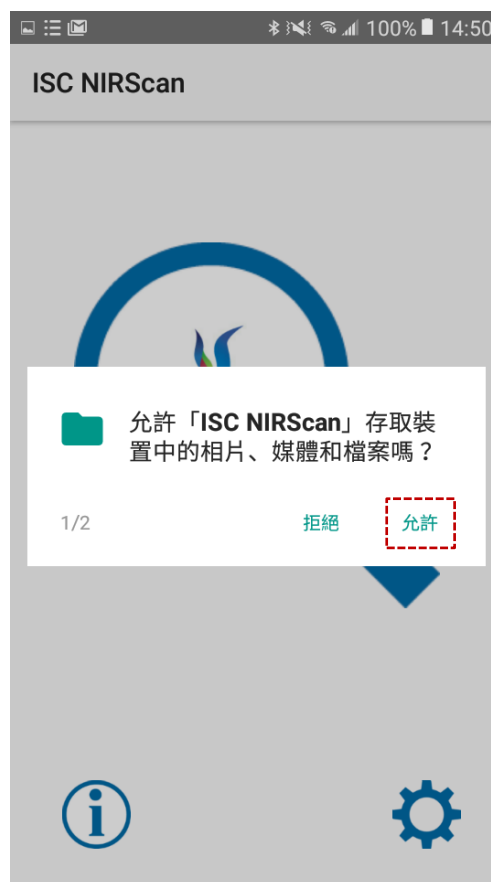 100% 14:50
ISC NIRScan
允許「ISC NIRScan」存取裝
置中的相片、媒體和檔案嗎？
1/2 拒絕 允許
i